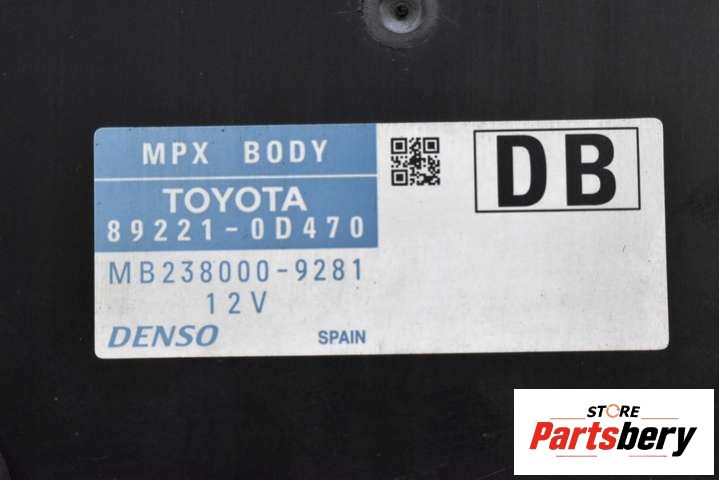 MPX BODY
DB
TOYOTA
89221-0D470
MB238000-9281
12V
DENSO SPAIN
STORE
Partsbery